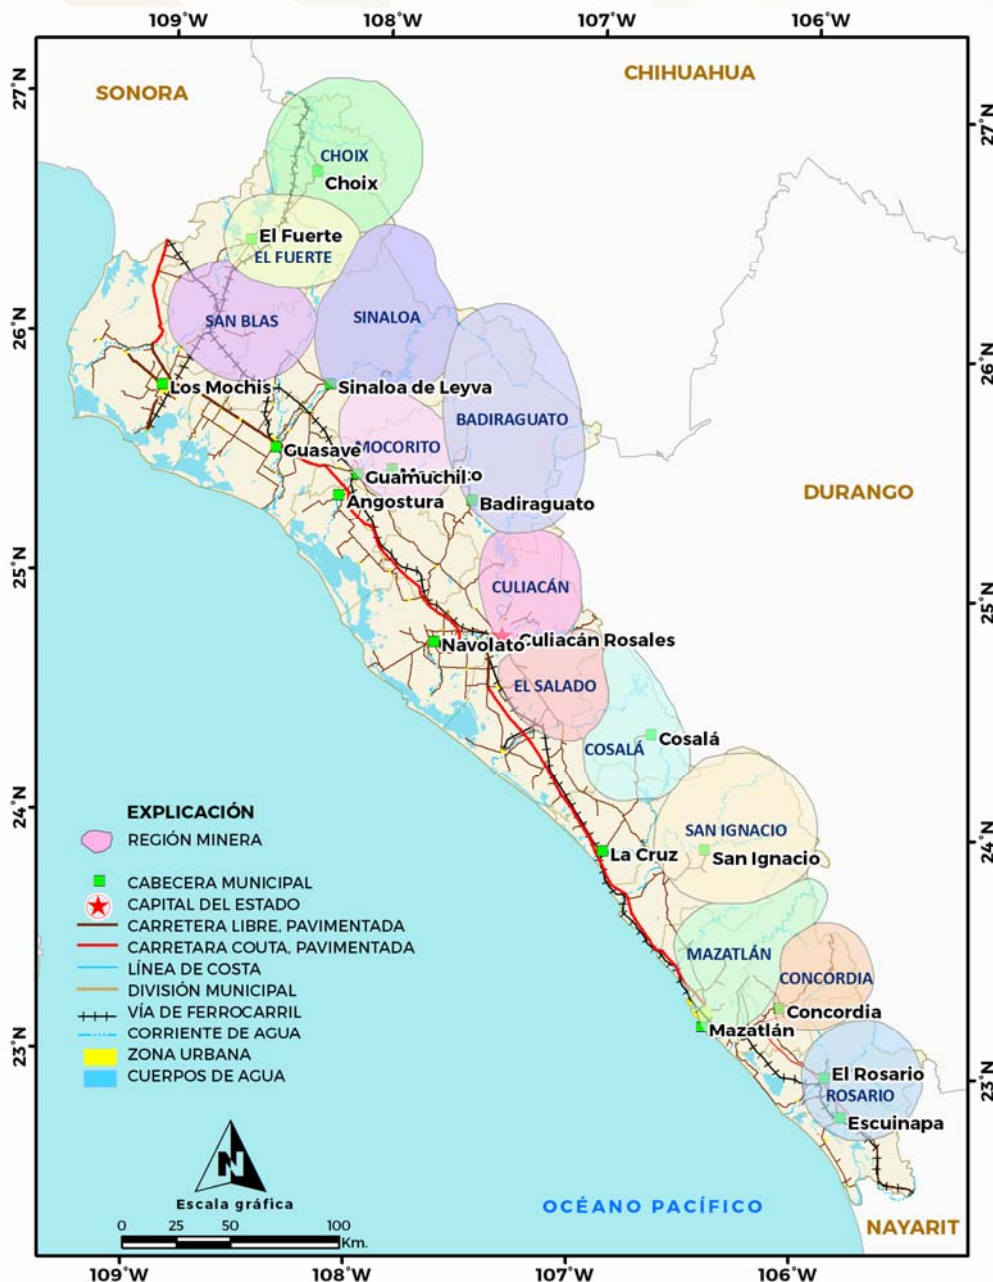 109°W 108°W 107°W 106°W
27°N
26°N
25°N
24°N
23°N
27°N
26°N
25°N
24°N
23°N
SONORA
CHIHUAHUA
DURANGO
NAYARIT
OCÉANO PACÍFICO
CHOIX
Choix
El Fuerte
EL FUERTE
SAN BLAS
SINALOA
Los Mochis
Sinaloa de Leyva
BADIRAGUATO
MOCORITO
Guasave
Guamuchil
Angostura
Badiraguato
CULIACÁN
Culiacán Rosales
Navolato
EL SALADO
COSALÁ
Cosalá
SAN IGNACIO
San Ignacio
La Cruz
MAZATLÁN
CONCORDIA
Concordia
Mazatlán
El Rosario
ROSARIO
Escuinapa
EXPLICACIÓN
REGIÓN MINERA
CABECERA MUNICIPAL
CAPITAL DEL ESTADO
CARRETERA LIBRE, PAVIMENTADA
CARRETARA COUTA, PAVIMENTADA
LÍNEA DE COSTA
DIVISIÓN MUNICIPAL
VÍA DE FERROCARRIL
CORRIENTE DE AGUA
ZONA URBANA
CUERPOS DE AGUA
N
Escala gráfica
0 25 50 100
Km.
109°W 108°W 107°W 106°W